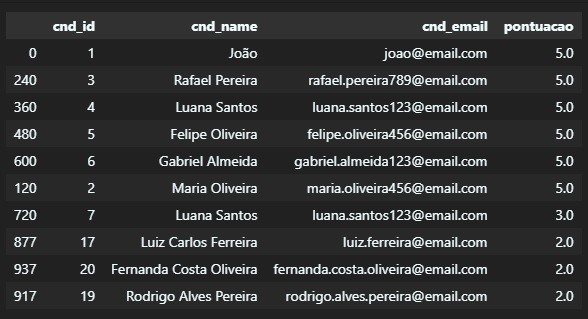 cnd_id cnd_name cnd_email pontuacao
0 1 João joao@email.com 5.0
240 3 Rafael Pereira rafael.pereira789@email.com 5.0
360 4 Luana Santos luana.santos123@email.com 5.0
480 5 Felipe Oliveira felipe.oliveira456@email.com 5.0
600 6 Gabriel Almeida gabriel.almeida123@email.com 5.0
120 2 Maria Oliveira maria.oliveira456@email.com 5.0
720 7 Luana Santos luana.santos123@email.com 3.0
877 17 Luiz Carlos Ferreira luiz.ferreira@email.com 2.0
937 20 Fernanda Costa Oliveira fernanda.costa.oliveira@email.com 2.0
917 19 Rodrigo Alves Pereira rodrigo.alves.pereira@email.com 2.0